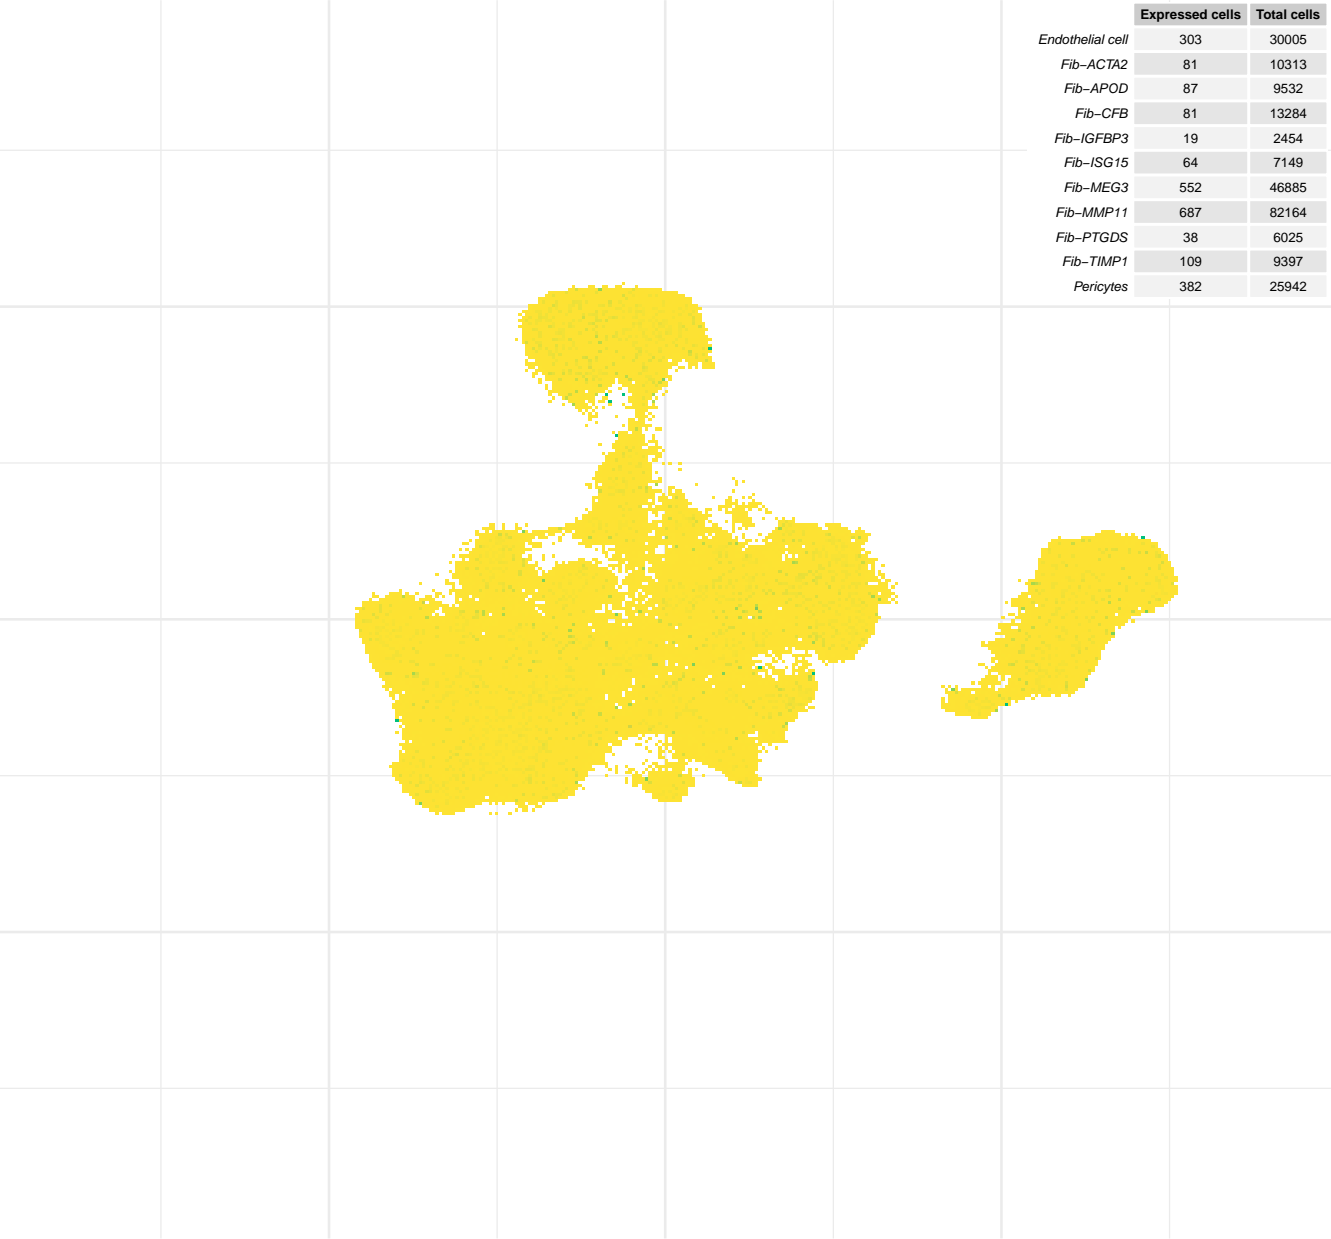 Expressed cells Total cells
Endothelial cell 303 30005
Fib−ACTA2 81 10313
Fib−APOD 87 9532
Fib−CFB 81 13284
Fib−IGFBP3 19 2454
Fib−ISG15 64 7149
Fib−MEG3 552 46885
Fib−MMP11 687 82164
Fib−PTGDS 38 6025
Fib−TIMP1 109 9397
Pericytes 382 25942